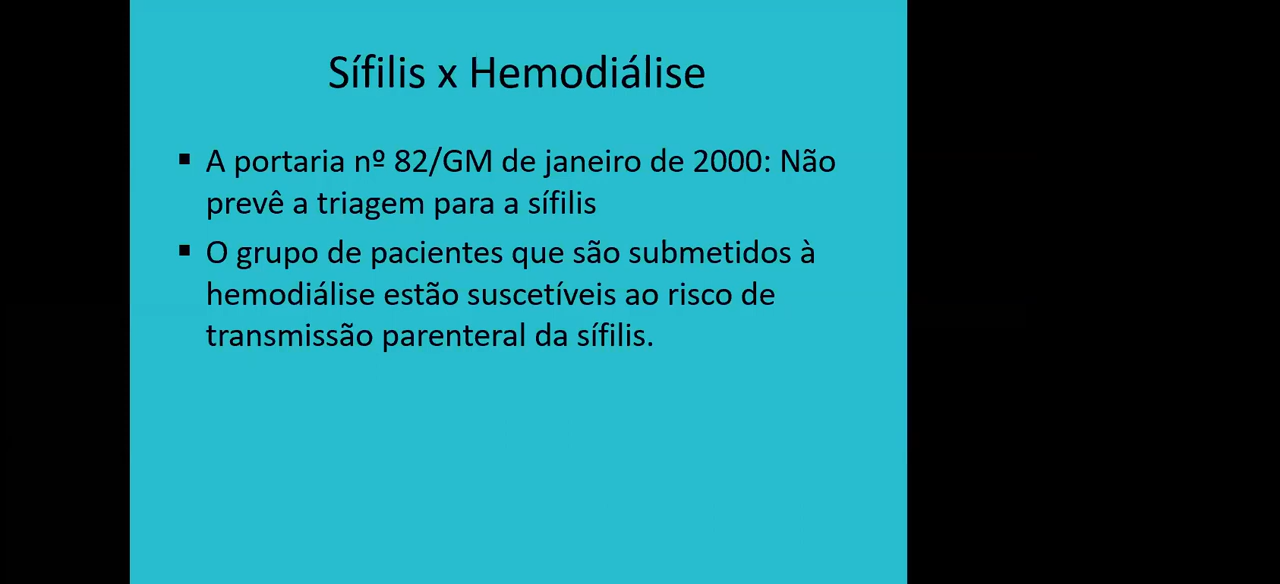 Sífilis x Hemodiálise
▪ A portaria nº 82/GM de janeiro de 2000: Não
prevê a triagem para a sífilis
▪ O grupo de pacientes que são submetidos à
hemodiálise estão suscetíveis ao risco de
transmissão parenteral da sífilis.